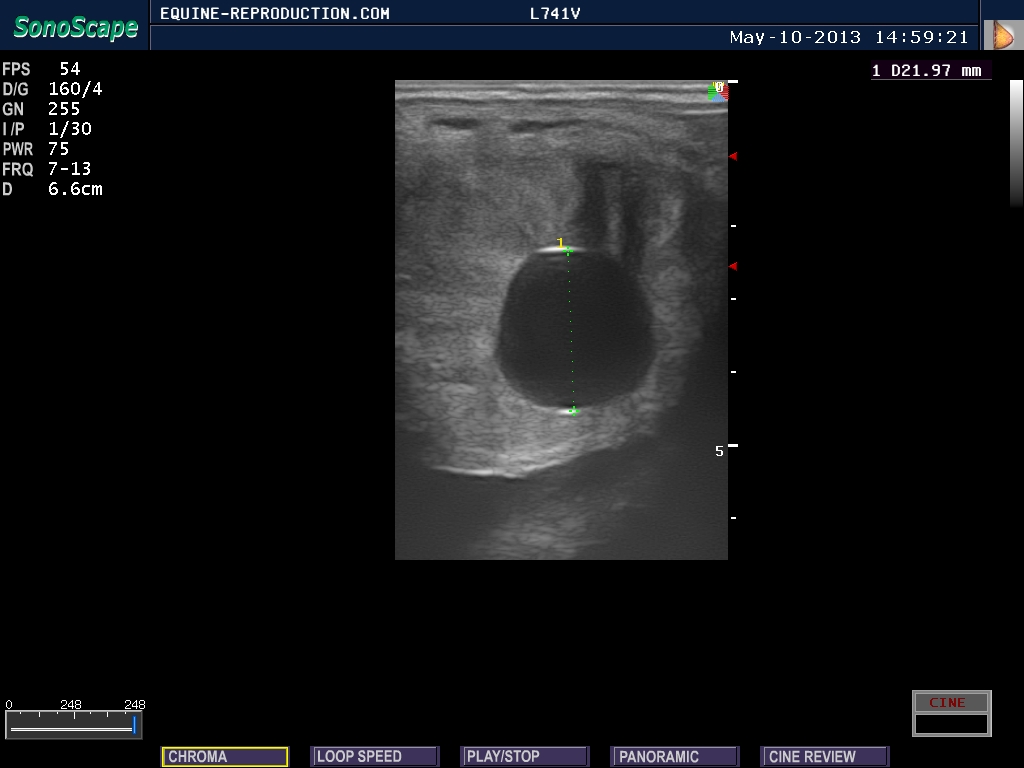 SonoScape
EQUINE-REPRODUCTION.COM
L741V
May-10-2013 14:59:21
FPS 54
D/G 160/4
GN 255
I/P 1/30
PWR 75
FRQ 7-13
D 6.6cm
1 D21.97 mm
0
1
5
0 248 248
CINE
CHROMA
LOOP SPEED
PLAY/STOP
PANORAMIC
CINE REVIEW